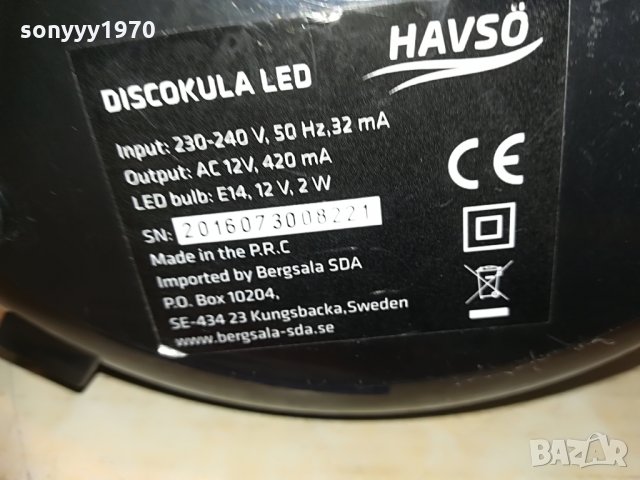 sonyyy1970
HAVSÖ
DISCOKULA LED
Input: 230-240 V, 50 Hz,32 mA
Output: AC 12V, 420 mA
LED bulb: E14, 12 V, 2 W
SN: 2016073008221
Made in the P.R.C
Imported by Bergsala SDA
P.O. Box 10204,
SE-434 23 Kungsbacka,Sweden
www.bergsala-sda.se
CE
BAZAR